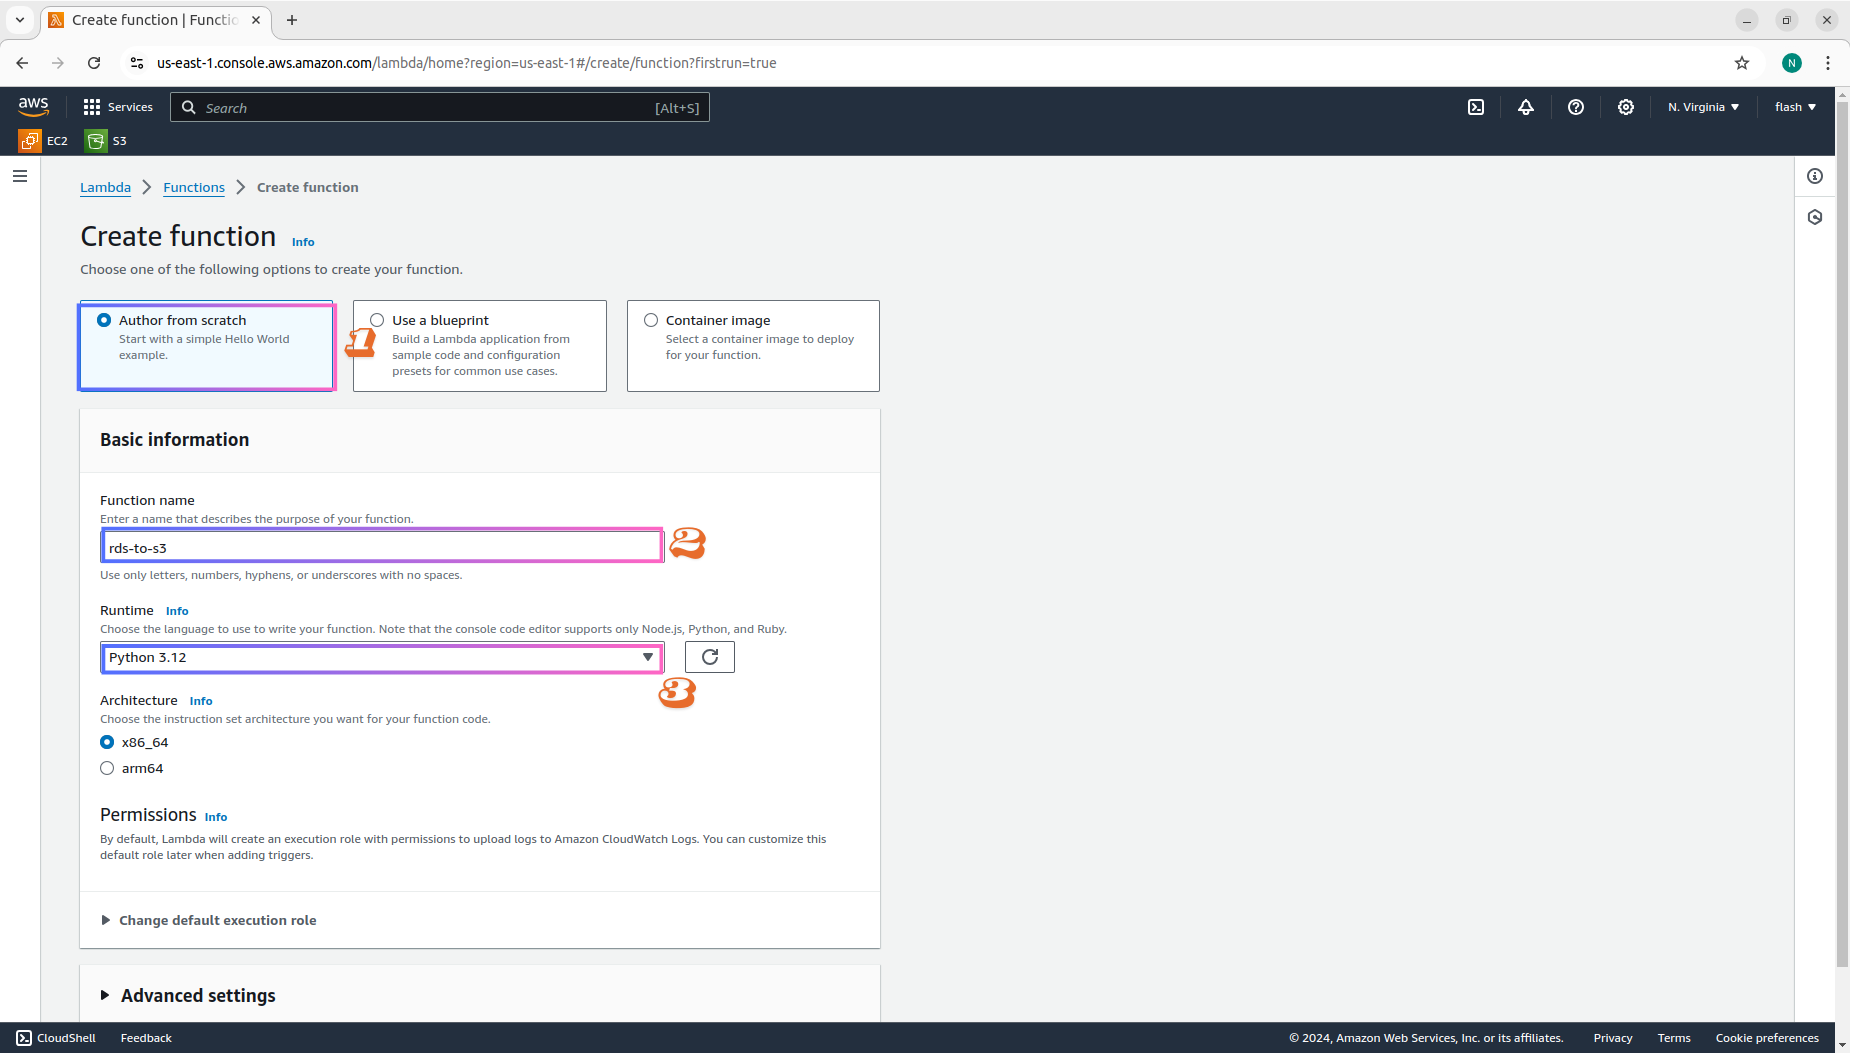 Create function | Functio
us-east-1.console.aws.amazon.com/lambda/home?region=us-east-1#/create/function?firstrun=true
N
aws
Services
Search
[Alt+S]
N. Virginia
flash
EC2
S3
Lambda
Functions
Create function
Create function
Info
Choose one of the following options to create your function.
Author from scratch
Start with a simple Hello World
example.
1
Use a blueprint
Build a Lambda application from
sample code and configuration
presets for common use cases.
Container image
Select a container image to deploy
for your function.
Basic information
Function name
Enter a name that describes the purpose of your function.
rds-to-s3
2
Use only letters, numbers, hyphens, or underscores with no spaces.
Runtime Info
Choose the language to use to write your function. Note that the console code editor supports only Node.js, Python, and Ruby.
Python 3.12
3
Architecture Info
Choose the instruction set architecture you want for your function code.
x86_64
arm64
Permissions Info
By default, Lambda will create an execution role with permissions to upload logs to Amazon CloudWatch Logs. You can customize this
default role later when adding triggers.
Change default execution role
Advanced settings
CloudShell
Feedback
© 2024, Amazon Web Services, Inc. or its affiliates.
Privacy
Terms
Cookie preferences